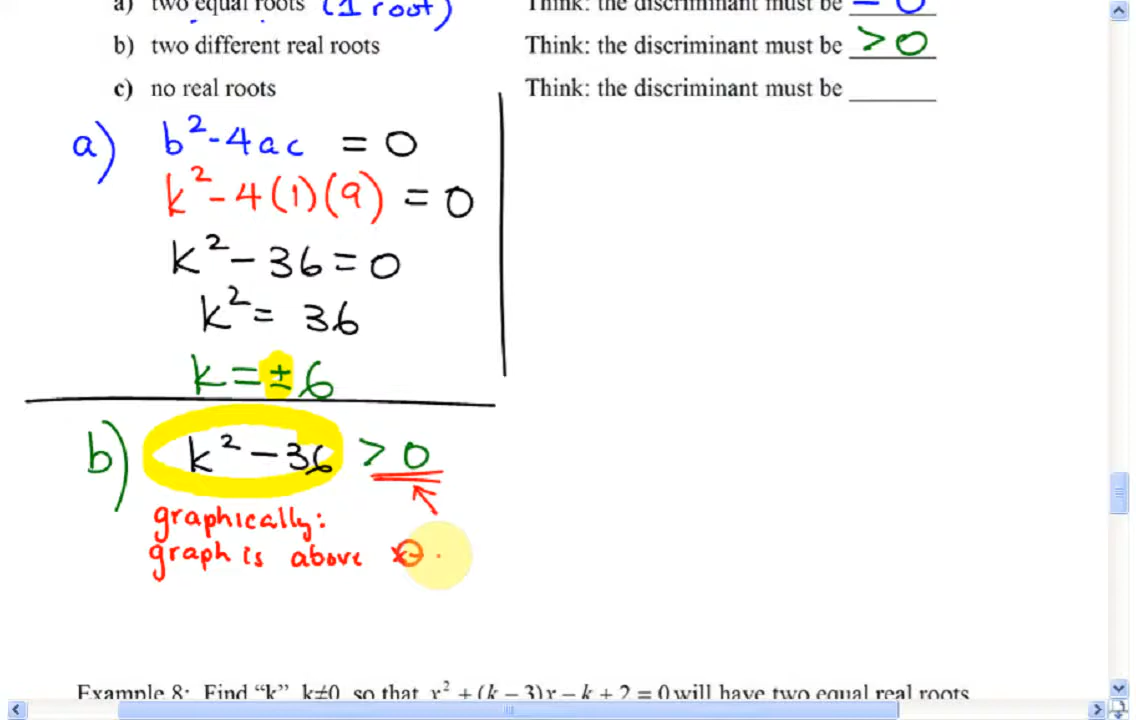 a) two equal roots (1 root) Think: the discriminant must be = 0
b) two different real roots Think: the discriminant must be >0
c) no real roots Think: the discriminant must be ______
a) b² - 4ac = 0
k² - 4(1)(9) = 0
k² - 36 = 0
k² = 36
k = ± 6
b) k² - 36 > 0
graphically:
graph is above
Example 8: Find “k” k≠0 so that x² + (k − 3)x − k + 2 = 0 will have two equal real roots